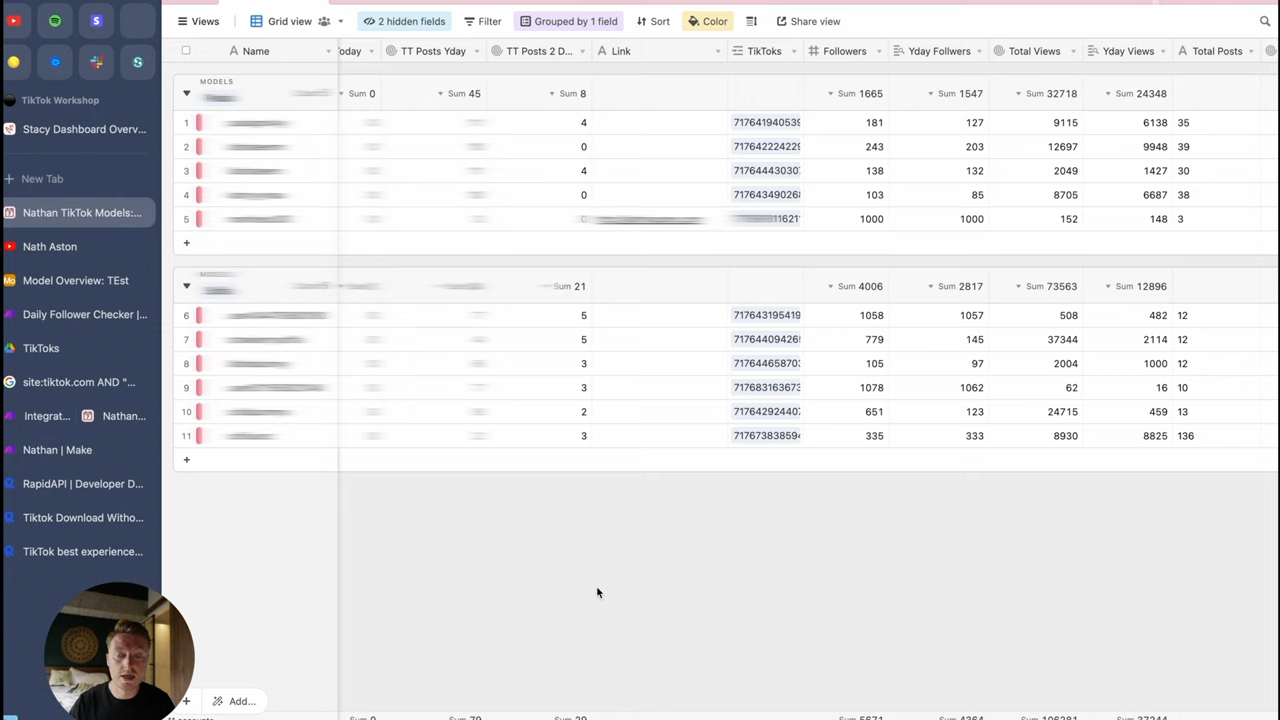 Views Grid view 2 hidden fields Filter Grouped by 1 field Sort Color Share view
Name oday TT Posts Yday TT Posts 2 D... Link TikToks Followers Yday Follwers Total Views Yday Views Total Posts
TikTok Workshop
Stacy Dashboard Overv...
New Tab
Nathan TikTok Models:...
Nath Aston
Model Overview: TEst
Daily Follower Checker |...
TikToks
site:tiktok.com AND "...
Integrat... Nathan...
Nathan | Make
RapidAPI | Developer D...
Tiktok Download Witho...
TikTok best experience...
MODELS
Sum 0 Sum 45 Sum 8 Sum 1665 Sum 1547 Sum 32718 Sum 24348
1 4 717641940539 181 127 9115 6138 35
2 0 717642224229 243 203 12697 9948 39
3 4 717644430307 138 132 2049 1427 30
4 0 717643490268 103 85 8705 6687 38
5 11621 1000 1000 152 148 3
+
Sum 21 Sum 4006 Sum 2817 Sum 73563 Sum 12896
6 5 717643195419 1058 1057 508 482 12
7 5 717644094269 779 145 37344 2114 12
8 3 717644658703 105 97 2004 1000 12
9 3 717683163673 1078 1062 62 16 10
10 2 717642924407 651 123 24715 459 13
11 3 717673838594 335 333 8930 8825 136
+
+ Add...